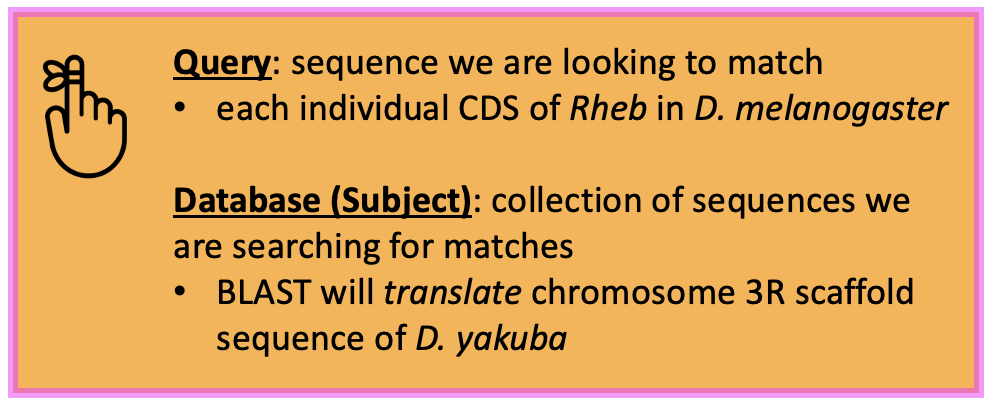 Query: sequence we are looking to match
• each individual CDS of Rheb in D. melanogaster
Database (Subject): collection of sequences we
are searching for matches
• BLAST will translate chromosome 3R scaffold
sequence of D. yakuba